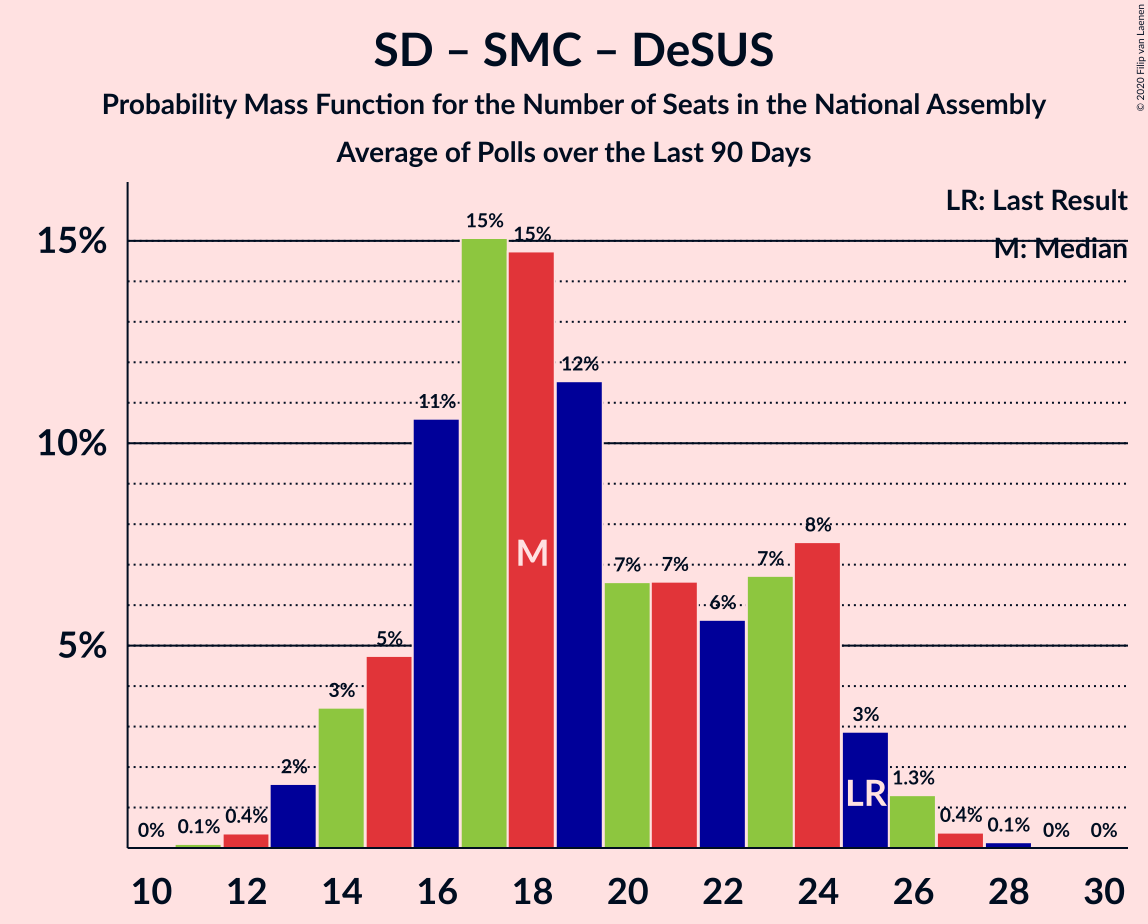 SD – SMC – DeSUS
Probability Mass Function for the Number of Seats in the National Assembly
Average of Polls over the Last 90 Days
© 2020 Filip van Laenen
LR: Last Result
M: Median
15%
10%
5%
0%
0.1%
0.4%
2%
3%
5%
11%
15%
15%
12%
7%
7%
6%
7%
8%
3%
1.3%
0.4%
0.1%
0%
0%
M
LR
10 12 14 16 18 20 22 24 26 28 30